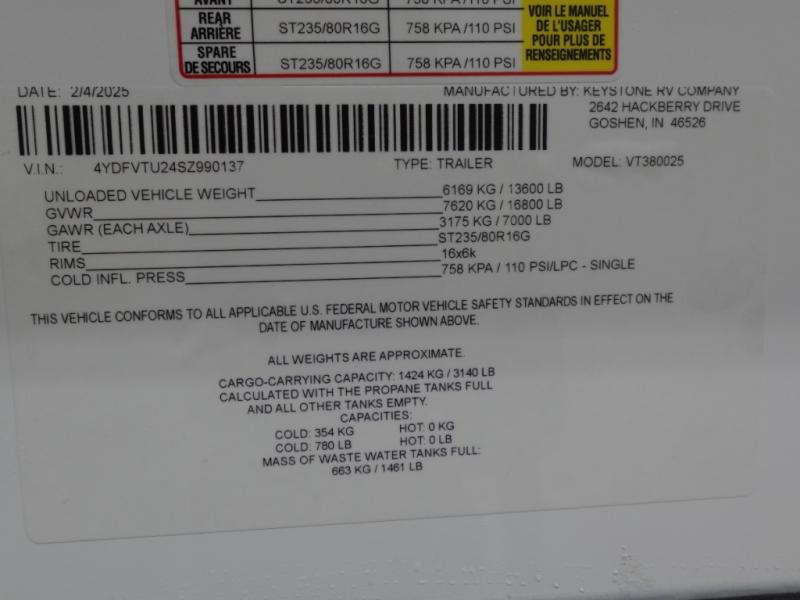 AVANT ST235/80R16G 758 KPA /110 PSI
REAR
ARRIÈRE ST235/80R16G 758 KPA /110 PSI
SPARE
DE SECOURS ST235/80R16G 758 KPA /110 PSI
VOIR LE MANUEL
DE L'USAGER
POUR PLUS DE
RENSEIGNEMENTS
DATE: 2/4/2025 MANUFACTURED BY: KEYSTONE RV COMPANY
2642 HACKBERRY DRIVE
GOSHEN, IN 46526
V.I.N.: 4YDFVTU24SZ990137 TYPE: TRAILER MODEL: VT380025
UNLOADED VEHICLE WEIGHT 6169 KG / 13600 LB
GVWR 7620 KG / 16800 LB
GAWR (EACH AXLE) 3175 KG / 7000 LB
TIRE ST235/80R16G
RIMS 16x6k
COLD INFL. PRESS 758 KPA / 110 PSI/LPC - SINGLE
THIS VEHICLE CONFORMS TO ALL APPLICABLE U.S. FEDERAL MOTOR VEHICLE SAFETY STANDARDS IN EFFECT ON THE
DATE OF MANUFACTURE SHOWN ABOVE.
ALL WEIGHTS ARE APPROXIMATE.
CARGO-CARRYING CAPACITY: 1424 KG / 3140 LB
CALCULATED WITH THE PROPANE TANKS FULL
AND ALL OTHER TANKS EMPTY.
CAPACITIES:
COLD: 354 KG HOT: 0 KG
COLD: 780 LB HOT: 0 LB
MASS OF WASTE WATER TANKS FULL:
663 KG / 1461 LB